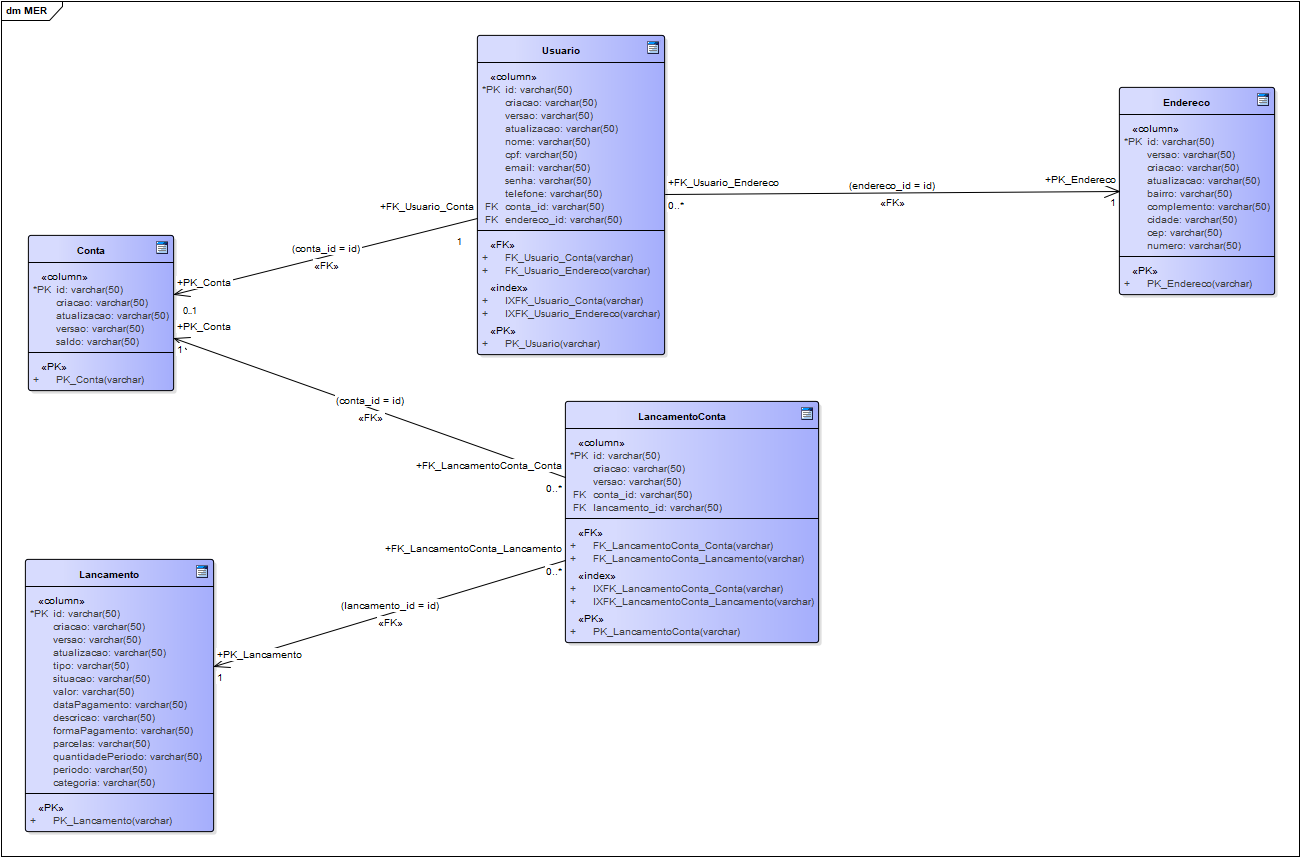 dm MER
Usuario
«column»
*PK id: varchar(50)
criacao: varchar(50)
versao: varchar(50)
atualizacao: varchar(50)
nome: varchar(50)
cpf: varchar(50)
email: varchar(50)
senha: varchar(50)
telefone: varchar(50)
FK conta_id: varchar(50)
FK endereco_id: varchar(50)
«FK»
+ FK_Usuario_Conta(varchar)
+ FK_Usuario_Endereco(varchar)
«index»
+ IXFK_Usuario_Conta(varchar)
+ IXFK_Usuario_Endereco(varchar)
«PK»
+ PK_Usuario(varchar)
Endereco
«column»
*PK id: varchar(50)
versao: varchar(50)
criacao: varchar(50)
atualizacao: varchar(50)
bairro: varchar(50)
complemento: varchar(50)
cidade: varchar(50)
cep: varchar(50)
numero: varchar(50)
«PK»
+ PK_Endereco(varchar)
+FK_Usuario_Endereco
0..*
(endereco_id = id)
«FK»
+PK_Endereco
1
+FK_Usuario_Conta
1
(conta_id = id)
«FK»
+PK_Conta
0..1
Conta
«column»
*PK id: varchar(50)
criacao: varchar(50)
atualizacao: varchar(50)
versao: varchar(50)
saldo: varchar(50)
«PK»
+ PK_Conta(varchar)
+PK_Conta
1
(conta_id = id)
«FK»
+FK_LancamentoConta_Conta
0..*
LancamentoConta
«column»
*PK id: varchar(50)
criacao: varchar(50)
versao: varchar(50)
FK conta_id: varchar(50)
FK lancamento_id: varchar(50)
«FK»
+ FK_LancamentoConta_Conta(varchar)
+ FK_LancamentoConta_Lancamento(varchar)
«index»
+ IXFK_LancamentoConta_Conta(varchar)
+ IXFK_LancamentoConta_Lancamento(varchar)
«PK»
+ PK_LancamentoConta(varchar)
+FK_LancamentoConta_Lancamento
0..*
(lancamento_id = id)
«FK»
+PK_Lancamento
1
Lancamento
«column»
*PK id: varchar(50)
criacao: varchar(50)
versao: varchar(50)
atualizacao: varchar(50)
tipo: varchar(50)
situacao: varchar(50)
valor: varchar(50)
dataPagamento: varchar(50)
descricao: varchar(50)
formaPagamento: varchar(50)
parcelas: varchar(50)
quantidadePeriodo: varchar(50)
periodo: varchar(50)
categoria: varchar(50)
«PK»
+ PK_Lancamento(varchar)